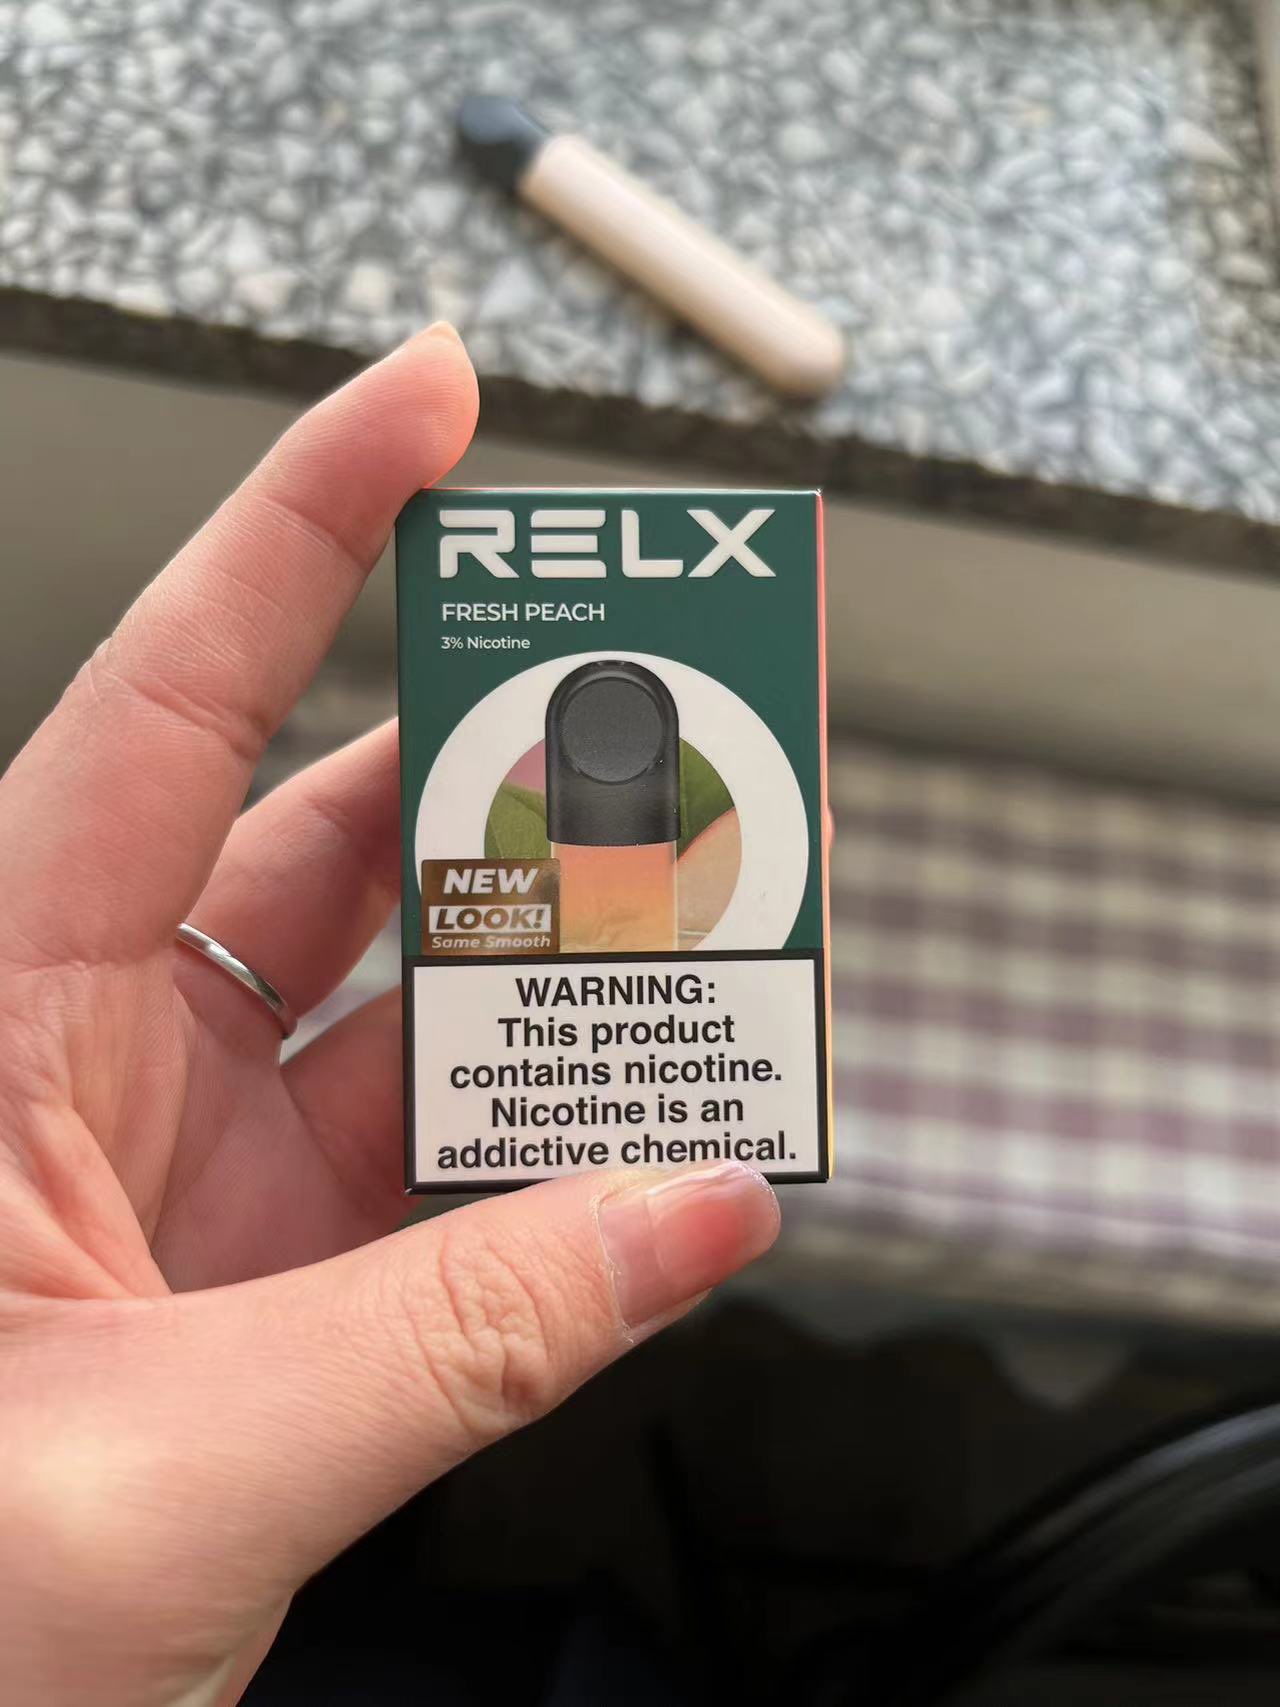 RELX
FRESH PEACH
3% Nicotine
NEW
LOOK!
Same Smooth
WARNING:
This product
contains nicotine.
Nicotine is an
addictive chemical.